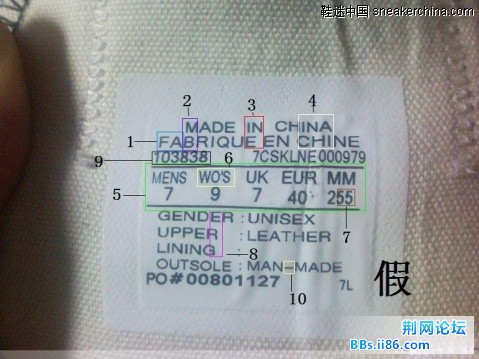 鞋迷中国 sneakerchina.com
2 3 4
MADE IN CHINA
1 FABRIQUE EN CHINE
9 103838 7CSKLNE 000979
6
MENS WO'S UK EUR MM
5 7 9 7 40 255
GENDER : UNISEX
UPPER : LEATHER 7
LINING : 8
OUTSOLE : MAN-MADE
10
PO#00801127 7L
假
荆网论坛
BBs.ii86.com